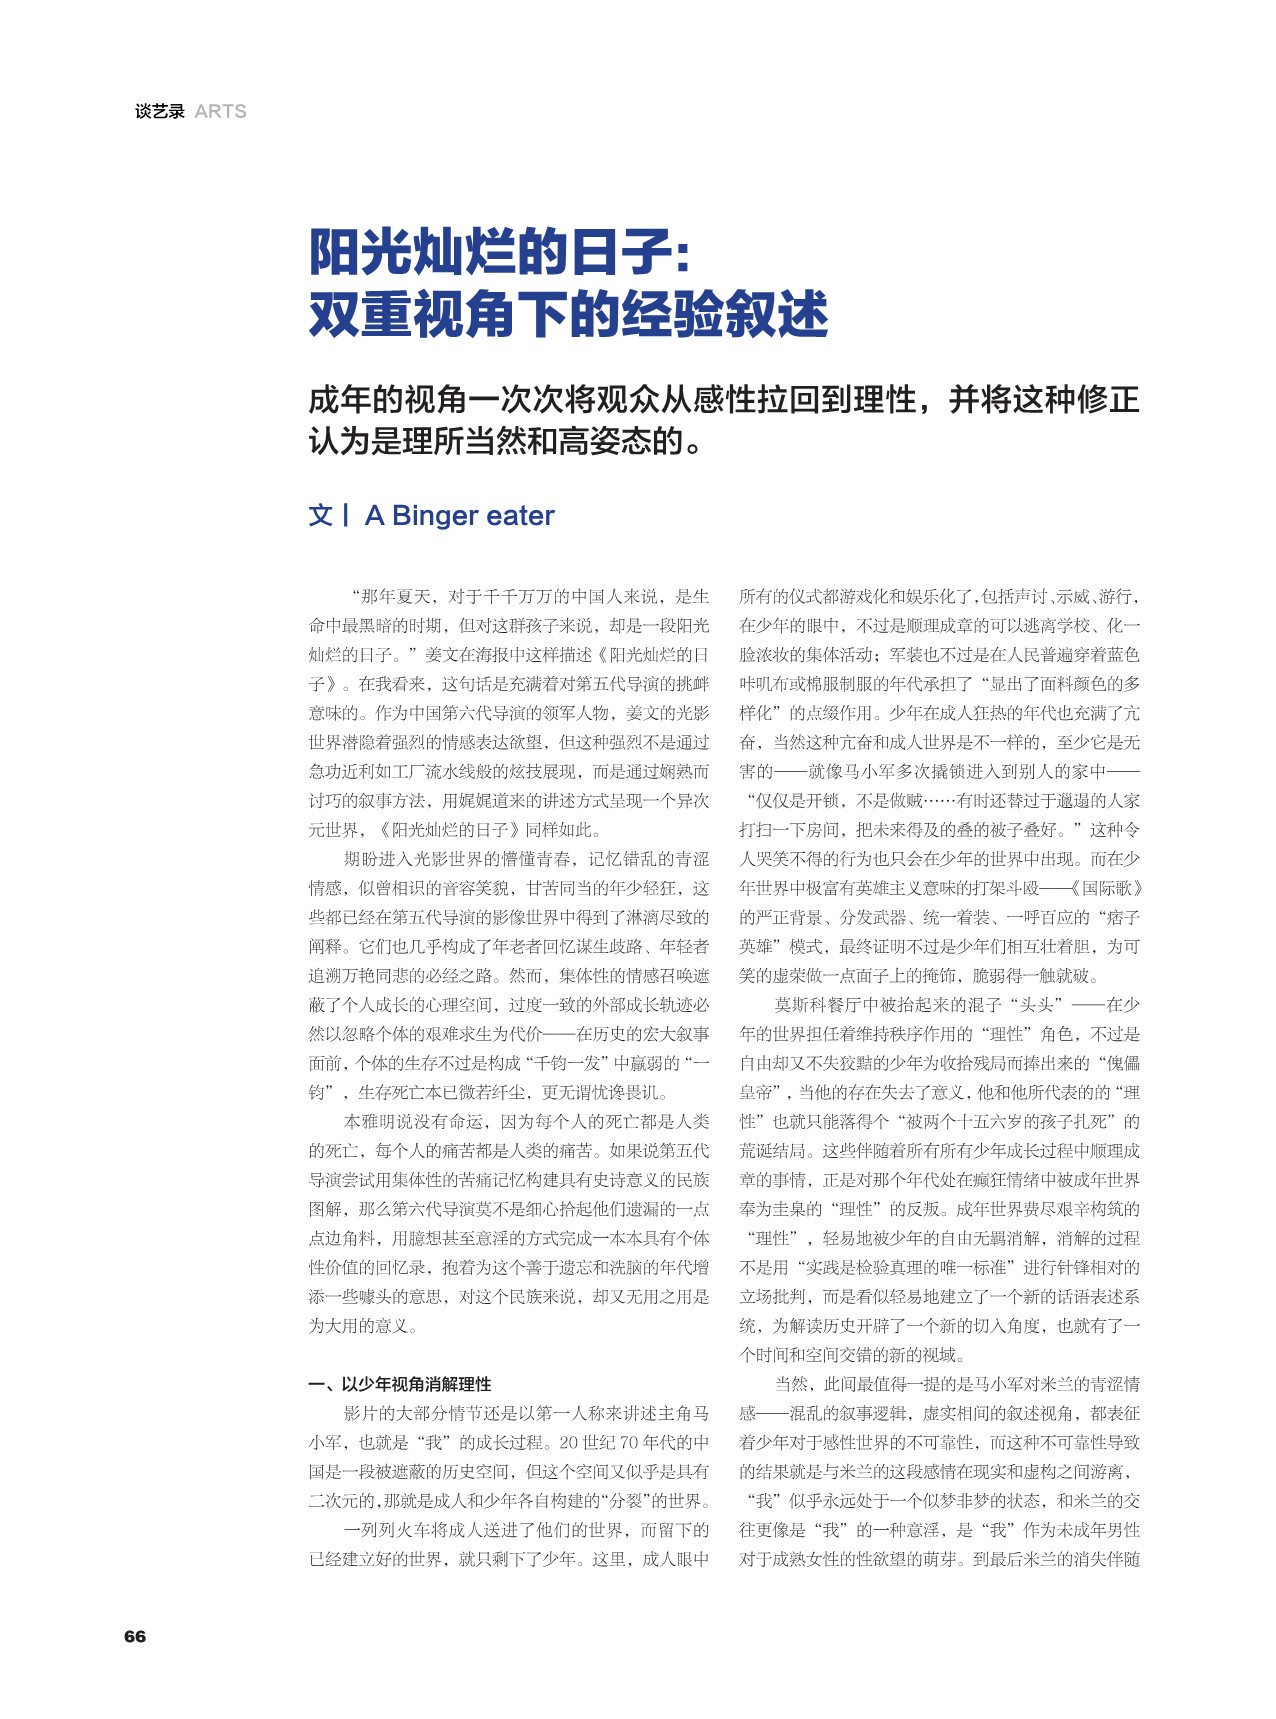 谈艺录 ARTS
阳光灿烂的日子：
双重视角下的经验叙述
成年的视角一次次将观众从感性拉回到理性，并将这种修正
认为是理所当然和高姿态的。
文丨 A Binger eater
“那年夏天，对于千千万万的中国人来说，是生
命中最黑暗的时期，但对这群孩子来说，却是一段阳光
灿烂的日子。”姜文在海报中这样描述《阳光灿烂的日
子》。在我看来，这句话是充满着对第五代导演的挑衅
意味的。作为中国第六代导演的领军人物，姜文的光影
世界潜隐着强烈的情感表达欲望，但这种强烈不是通过
急功近利如工厂流水线般的炫技展现，而是通过娴熟而
讨巧的叙事方法，用娓娓道来的讲述方式呈现一个异次
元世界，《阳光灿烂的日子》同样如此。
期盼进入光影世界的懵懂青春，记忆错乱的青涩
情感，似曾相识的音容笑貌，甘苦同当的年少轻狂，这
些都已经在第五代导演的影像世界中得到了淋漓尽致的
阐释。它们也几乎构成了年老者回忆谋生歧路、年轻者
追溯万艳同悲的必经之路。然而，集体性的情感召唤遮
蔽了个人成长的心理空间，过度一致的外部成长轨迹必
然以忽略个体的艰难求生为代价——在历史的宏大叙事
面前，个体的生存不过是构成“千钧一发”中羸弱的“一
钧”，生存死亡本已微若纤尘，更无谓忧谗畏讥。
本雅明说没有命运，因为每个人的死亡都是人类
的死亡，每个人的痛苦都是人类的痛苦。如果说第五代
导演尝试用集体性的苦痛记忆构建具有史诗意义的民族
图解，那么第六代导演莫不是细心拾起他们遗漏的一点
点边角料，用臆想甚至意淫的方式完成一本本具有个体
性价值的回忆录，抱着为这个善于遗忘和洗脑的年代增
添一些噱头的意思，对这个民族来说，却又无用之用是
为大用的意义。
一、以少年视角消解理性
影片的大部分情节还是以第一人称来讲述主角马
小军，也就是“我”的成长过程。20 世纪 70 年代的中
国是一段被遮蔽的历史空间，但这个空间又似乎是具有
二次元的，那就是成人和少年各自构建的“分裂”的世界。
一列列火车将成人送进了他们的世界，而留下的
已经建立好的世界，就只剩下了少年。这里，成人眼中
所有的仪式都游戏化和娱乐化了，包括声讨、示威、游行，
在少年的眼中，不过是顺理成章的可以逃离学校、化一
脸浓妆的集体活动；军装也不过是在人民普遍穿着蓝色
咔叽布或棉服制服的年代承担了“显出了面料颜色的多
样化”的点缀作用。少年在成人狂热的年代也充满了亢
奋，当然这种亢奋和成人世界是不一样的，至少它是无
害的——就像马小军多次撬锁进入到别人的家中——
“仅仅是开锁，不是做贼……有时还替过于邋遢的人家
打扫一下房间，把未来得及的叠的被子叠好。”这种令
人哭笑不得的行为也只会在少年的世界中出现。而在少
年世界中极富有英雄主义意味的打架斗殴——《国际歌》
的严正背景、分发武器、统一着装、一呼百应的“痞子
英雄”模式，最终证明不过是少年们相互壮着胆，为可
笑的虚荣做一点面子上的掩饰，脆弱得一触就破。
莫斯科餐厅中被抬起来的混子“头头”——在少
年的世界担任着维持秩序作用的“理性”角色，不过是
自由却又不失狡黠的少年为收拾残局而捧出来的“傀儡
皇帝”，当他的存在失去了意义，他和他所代表的的“理
性”也就只能落得个“被两个十五六岁的孩子扎死”的
荒诞结局。这些伴随着所有所有少年成长过程中顺理成
章的事情，正是对那个年代处在癫狂情绪中被成年世界
奉为圭臬的“理性”的反叛。成年世界费尽艰辛构筑的
“理性”，轻易地被少年的自由无羁消解，消解的过程
不是用“实践是检验真理的唯一标准”进行针锋相对的
立场批判，而是看似轻易地建立了一个新的话语表述系
统，为解读历史开辟了一个新的切入角度，也就有了一
个时间和空间交错的新的视域。
当然，此间最值得一提的是马小军对米兰的青涩情
感——混乱的叙事逻辑，虚实相间的叙述视角，都表征
着少年对于感性世界的不可靠性，而这种不可靠性导致
的结果就是与米兰的这段感情在现实和虚构之间游离，
“我”似乎永远处于一个似梦非梦的状态，和米兰的交
往更像是“我”的一种意淫，是“我”作为未成年男性
对于成熟女性的性欲望的萌芽。到最后米兰的消失伴随
66